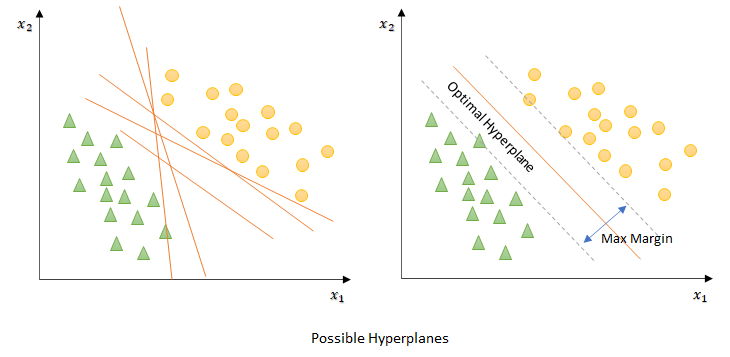 x₂
x₁
x₂
Optimal Hyperplane
Max Margin
x₁
Possible Hyperplanes